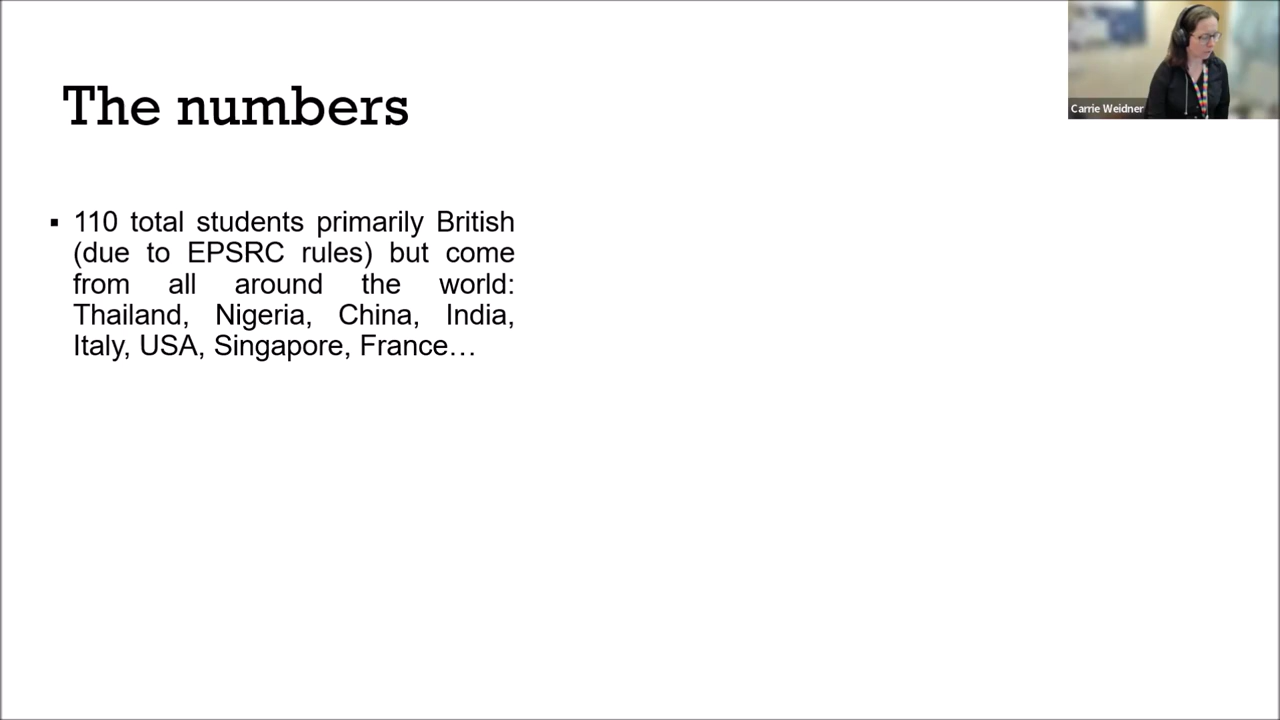 The numbers
▪ 110 total students primarily British
(due to EPSRC rules) but come
from all around the world:
Thailand, Nigeria, China, India,
Italy, USA, Singapore, France…
Carrie Weidner